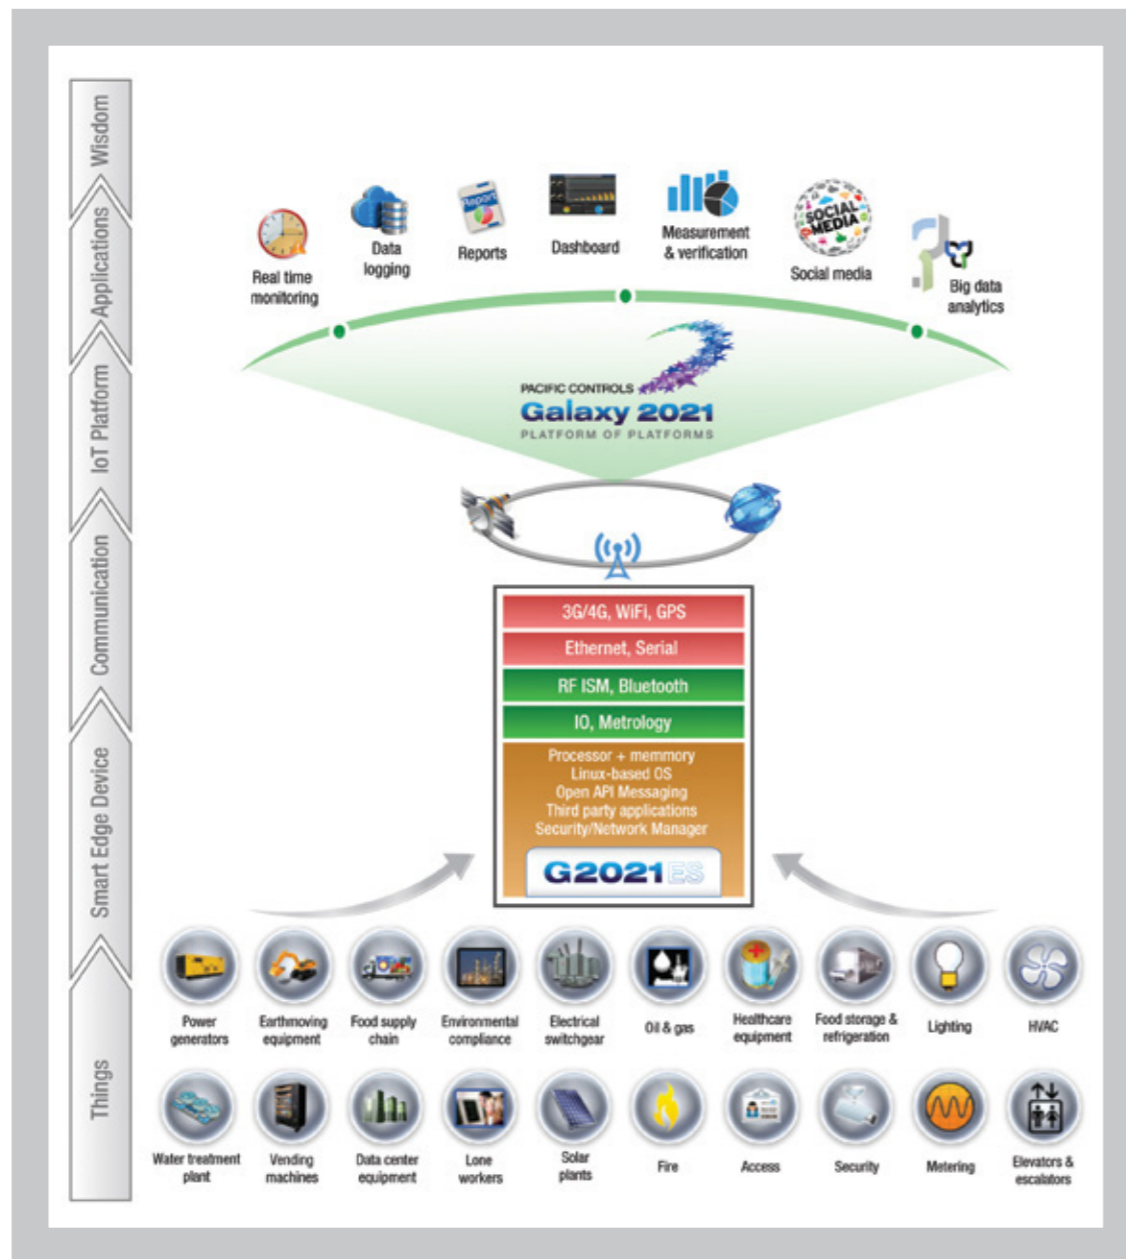 Wisdom
Applications
IoT Platform
Communication
Smart Edge Device
Things
Real time
monitoring
Data
logging
Report
Reports
Dashboard
Measurement
& verification
SOCIAL
MEDIA
Social media
Big data
analytics
PACIFIC CONTROLS
Galaxy 2021
PLATFORM OF PLATFORMS
3G/4G, WiFi, GPS
Ethernet, Serial
RF ISM, Bluetooth
IO, Metrology
Processor + memmory
Linux-based OS
Open API Messaging
Third party applications
Security/Network Manager
G2021ES
Power
generators
Earthmoving
equipment
Food supply
chain
Environmental
compliance
Electrical
switchgear
Oil & gas
Healthcare
equipment
Food storage &
refrigeration
Lighting
HVAC
Water treatment
plant
Vending
machines
Data center
equipment
Lone
workers
Solar
plants
Fire
Access
Security
Metering
Elevators &
escalators